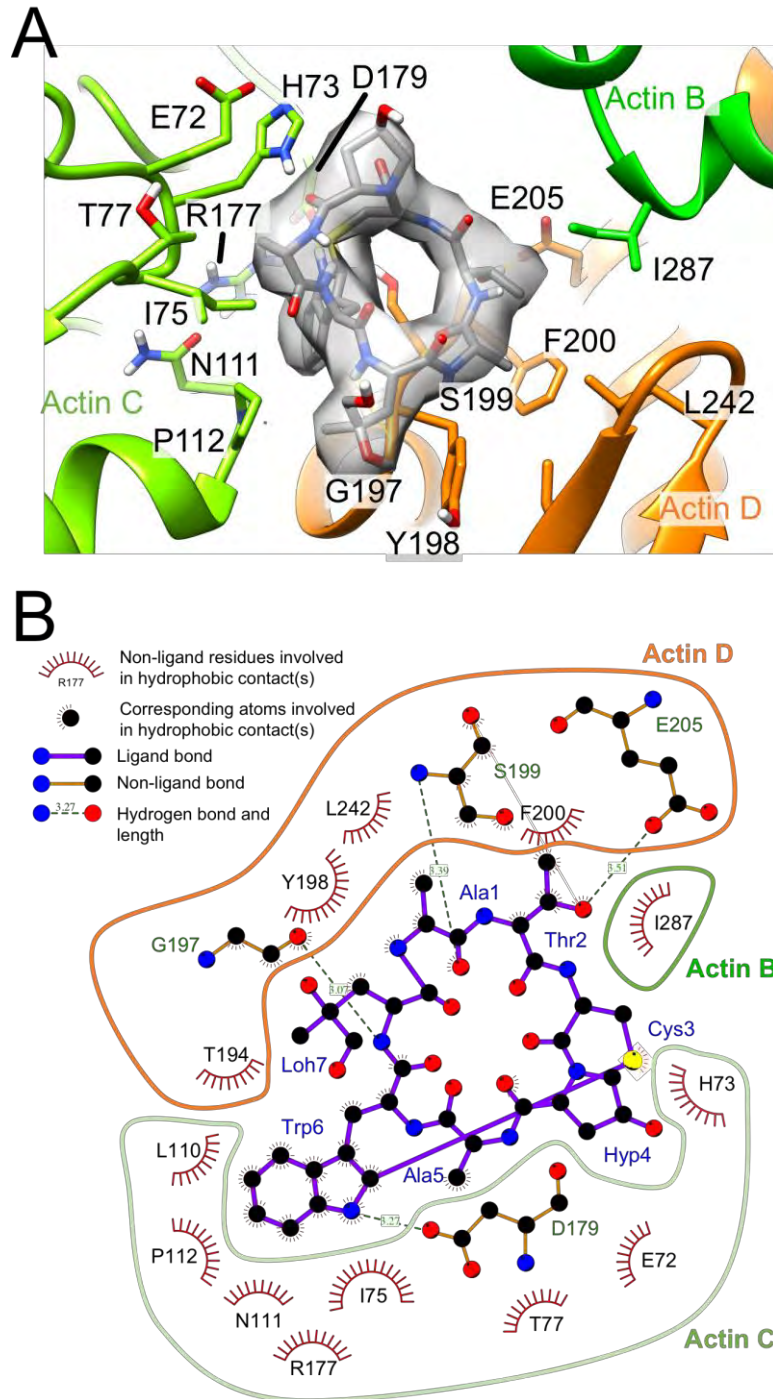 A
H73
D179
Actin B
E72
E205
T77
R177
I287
I75
F200
N111
S199
Actin C
L242
P112
G197
Actin D
Y198
B
Non-ligand residues involved
in hydrophobic contact(s)
R177
Corresponding atoms involved
in hydrophobic contact(s)
Ligand bond
Non-ligand bond
3.27
Hydrogen bond and
length
Actin D
E205
S199
L242
F200
Y198
3.39
3.51
Ala1
I287
G197
Thr2
3.07
Actin B
Cys3
T194
Loh7
H73
Trp6
L110
Ala5
Hyp4
3.27
D179
P112
E72
I75
N111
T77
R177
Actin C